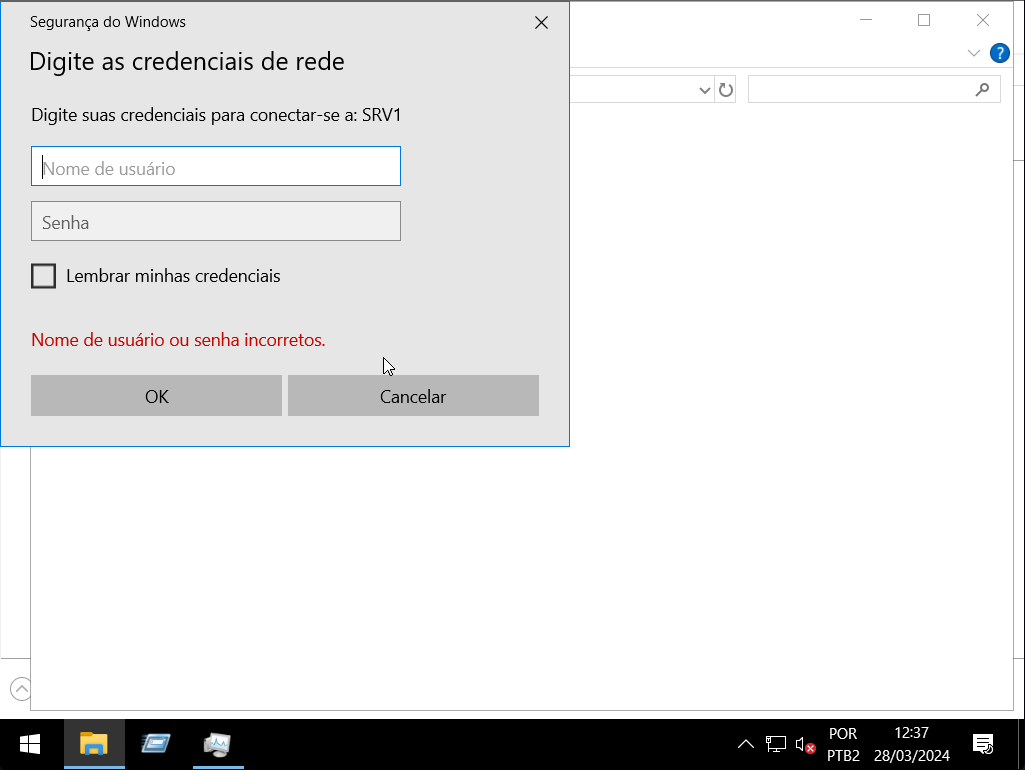 Segurança do Windows
Digite as credenciais de rede
Digite suas credenciais para conectar-se a: SRV1
Nome de usuário
Senha
Lembrar minhas credenciais
Nome de usuário ou senha incorretos.
OK
Cancelar
?
POR
PTB2
12:37
28/03/2024